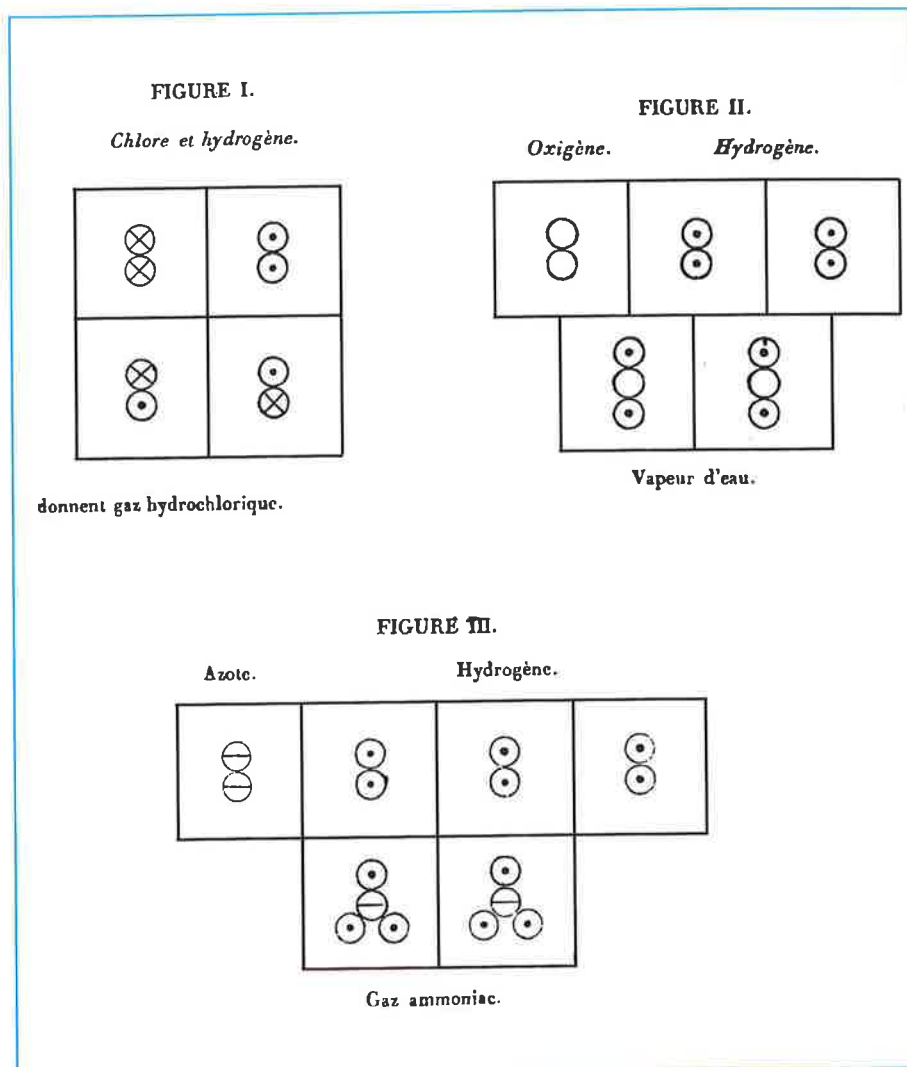 FIGURE I.
Chlore et hydrogène.
donnent gaz hydrochlorique.
FIGURE II.
Oxigène. Hydrogène.
Vapeur d'eau.
FIGURE III.
Azote. Hydrogène.
Gaz ammoniac.